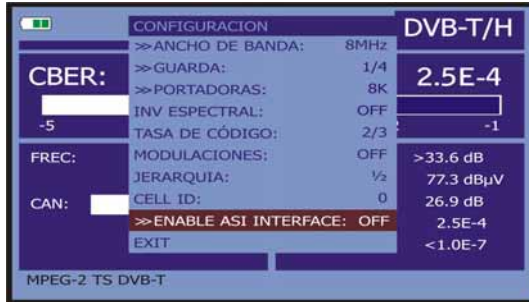 CONFIGURACION
DVB-T/H
≫ANCHO DE BANDA: 8MHz
≫GUARDA: 1/4
≫PORTADORAS: 8K
INV ESPECTRAL: OFF
TASA DE CÓDIGO: 2/3
MODULACIONES: OFF
JERARQUIA: ½
CELL ID: 0
≫ENABLE ASI INTERFACE: OFF
EXIT
CBER: 2.5E-4
-5 -1
FREC: >33.6 dB
77.3 dBµV
CAN: 26.9 dB
2.5E-4
<1.0E-7
MPEG-2 TS DVB-T